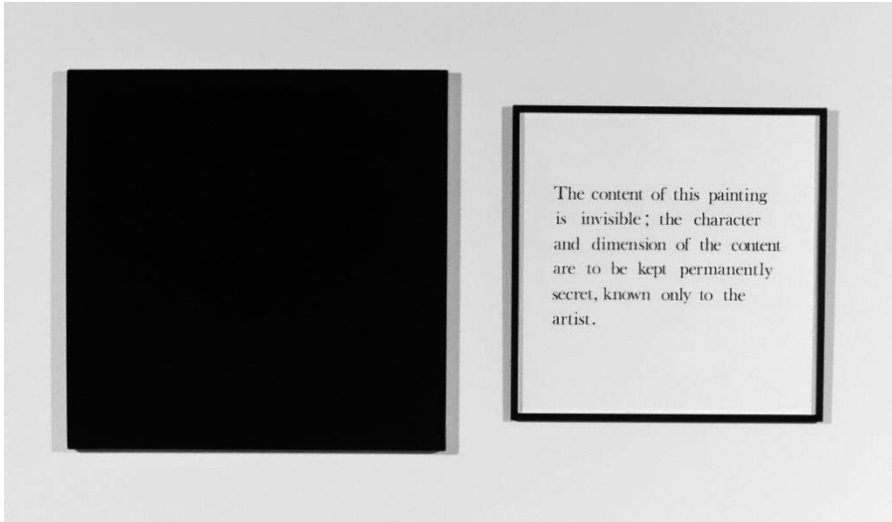 The content of this painting
is invisible; the character
and dimension of the content
are to be kept permanently
secret, known only to the
artist.